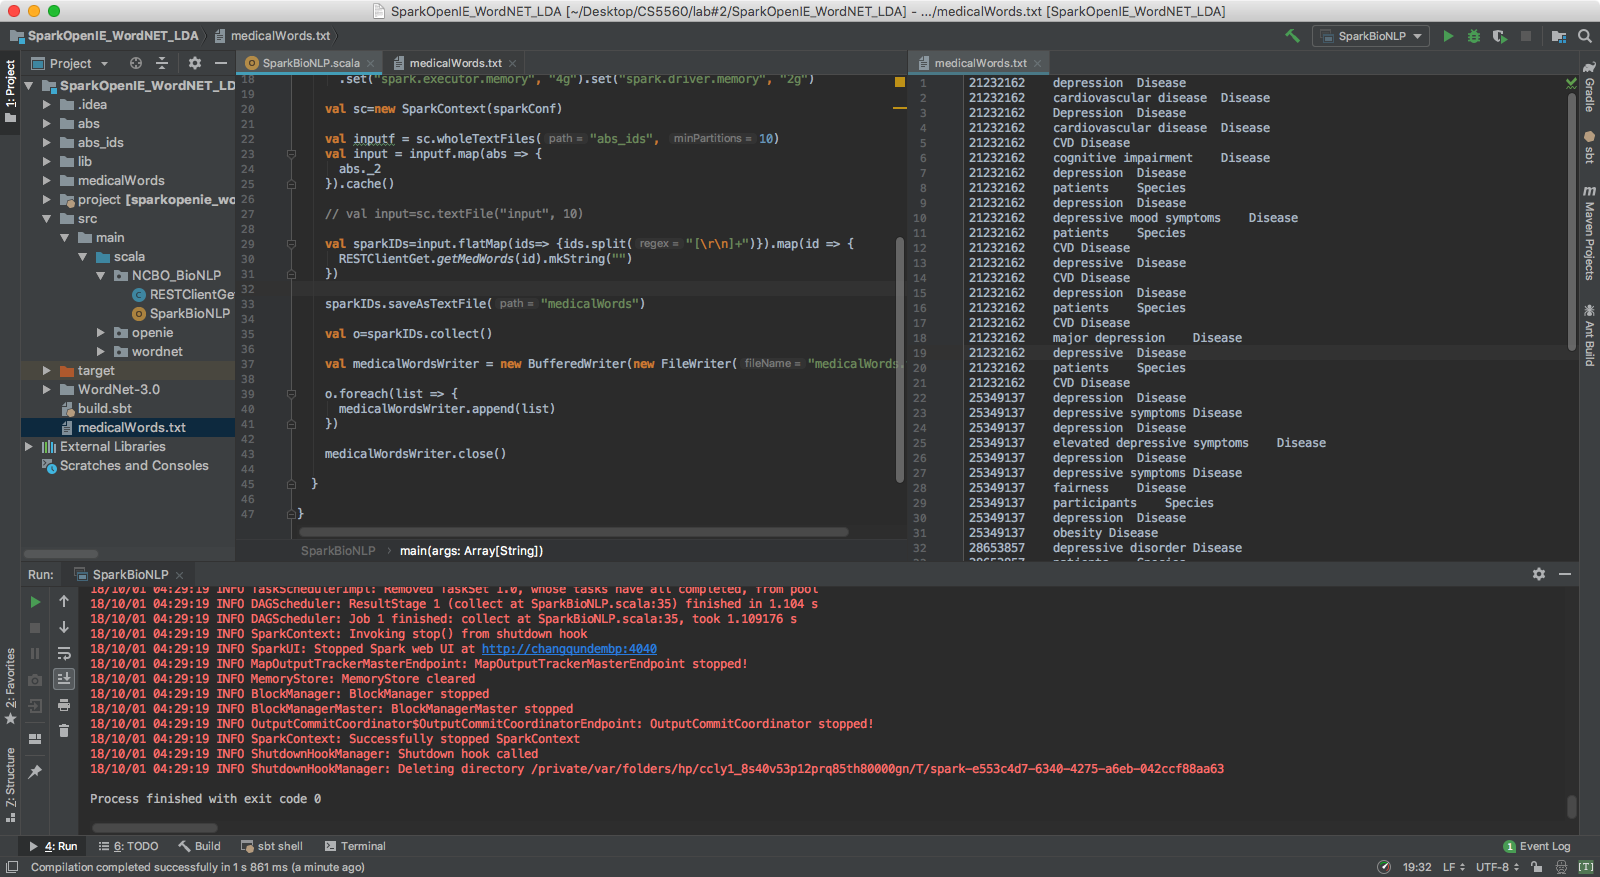 SparkOpenIE_WordNET_LDA [~/Desktop/CS5560/lab#2/SparkOpenIE_WordNET_LDA] - .../medicalWords.txt [SparkOpenIE_WordNET_LDA]
SparkOpenIE_WordNET_LDA medicalWords.txt SparkBioNLP
1: Project
Project
SparkOpenIE_WordNET_LD
.idea
abs
abs_ids
lib
medicalWords
project [sparkopenie_wo
src
main
scala
NCBO_BioNLP
RESTClientGe
SparkBioNLP
openie
wordnet
target
WordNet-3.0
build.sbt
medicalWords.txt
External Libraries
Scratches and Consoles
SparkBioNLP.scala medicalWords.txt
18 .set("spark.executor.memory", "4g").set("spark.driver.memory", "2g")
19
20 val sc=new SparkContext(sparkConf)
21
22 val inputf = sc.wholeTextFiles( path = "abs_ids", minPartitions = 10)
23 val input = inputf.map(abs => {
24 abs._2
25 }).cache()
26
27 // val input=sc.textFile("input", 10)
28
29 val sparkIDs=input.flatMap(ids=> {ids.split( regex = "[\r\n]+")}).map(id => {
30 RESTClientGet.getMedWords(id).mkString("")
31 })
32
33 sparkIDs.saveAsTextFile( path = "medicalWords")
34
35 val o=sparkIDs.collect()
36
37 val medicalWordsWriter = new BufferedWriter(new FileWriter( fileName = "medicalWords.
38
39 o.foreach(list => {
40 medicalWordsWriter.append(list)
41 })
42
43 medicalWordsWriter.close()
44
45 }
46
47 }
SparkBioNLP › main(args: Array[String])
medicalWords.txt
1 21232162 depression Disease
2 21232162 cardiovascular disease Disease
3 21232162 Depression Disease
4 21232162 cardiovascular disease Disease
5 21232162 CVD Disease
6 21232162 cognitive impairment Disease
7 21232162 depression Disease
8 21232162 patients Species
9 21232162 depression Disease
10 21232162 depressive mood symptoms Disease
11 21232162 patients Species
12 21232162 CVD Disease
13 21232162 depressive Disease
14 21232162 CVD Disease
15 21232162 depression Disease
16 21232162 patients Species
17 21232162 CVD Disease
18 21232162 major depression Disease
19 21232162 depressive Disease
20 21232162 patients Species
21 21232162 CVD Disease
22 25349137 depression Disease
23 25349137 depressive symptoms Disease
24 25349137 depression Disease
25 25349137 elevated depressive symptoms Disease
26 25349137 depression Disease
27 25349137 depressive symptoms Disease
28 25349137 fairness Disease
29 25349137 participants Species
30 25349137 depression Disease
31 25349137 obesity Disease
32 28653857 depressive disorder Disease
28653857 patients Species
Gradle
sbt
Maven Projects
Ant Build
Run: SparkBioNLP
18/10/01 04:29:19 INFO TaskSchedulerImpl: Removed TaskSet 1.0, whose tasks have all completed, from pool
18/10/01 04:29:19 INFO DAGScheduler: ResultStage 1 (collect at SparkBioNLP.scala:35) finished in 1.104 s
18/10/01 04:29:19 INFO DAGScheduler: Job 1 finished: collect at SparkBioNLP.scala:35, took 1.109176 s
18/10/01 04:29:19 INFO SparkContext: Invoking stop() from shutdown hook
18/10/01 04:29:19 INFO SparkUI: Stopped Spark web UI at http://changgundembp:4040
18/10/01 04:29:19 INFO MapOutputTrackerMasterEndpoint: MapOutputTrackerMasterEndpoint stopped!
18/10/01 04:29:19 INFO MemoryStore: MemoryStore cleared
18/10/01 04:29:19 INFO BlockManager: BlockManager stopped
18/10/01 04:29:19 INFO BlockManagerMaster: BlockManagerMaster stopped
18/10/01 04:29:19 INFO OutputCommitCoordinator$OutputCommitCoordinatorEndpoint: OutputCommitCoordinator stopped!
18/10/01 04:29:19 INFO SparkContext: Successfully stopped SparkContext
18/10/01 04:29:19 INFO ShutdownHookManager: Shutdown hook called
18/10/01 04:29:19 INFO ShutdownHookManager: Deleting directory /private/var/folders/hp/ccly1_8s40v53p12prq85th80000gn/T/spark-e553c4d7-6340-4275-a6eb-042ccf88aa63
Process finished with exit code 0
2: Favorites
Z: Structure
4: Run 6: TODO Build sbt shell Terminal 1 Event Log
Compilation completed successfully in 1 s 861 ms (a minute ago) 19:32 LF UTF-8 [T]